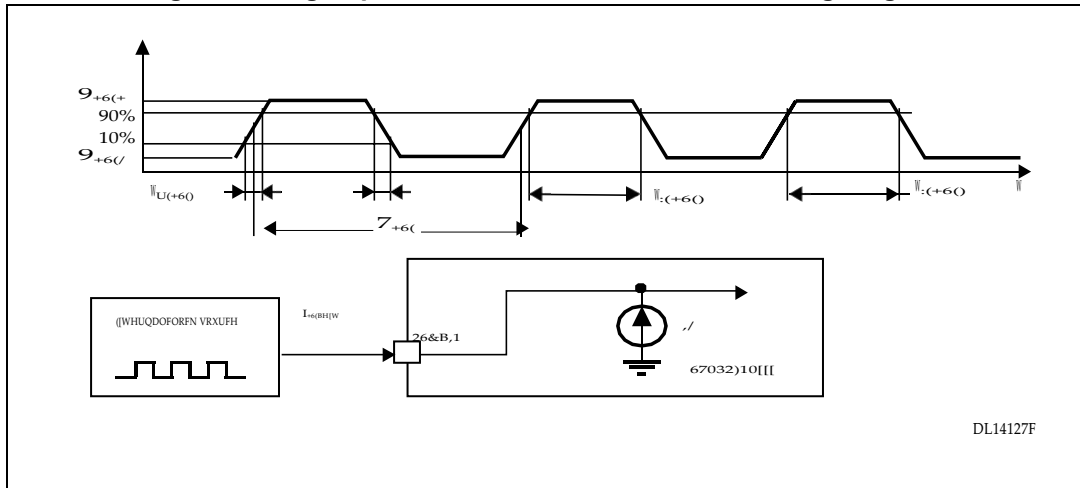 9+6(+
90%
10%
9+6(/
WU(+6()
W:(+6()
W:(+6()
W
7+6(
([WHUQDOFORFN VRXUFH
I+6(BH[W
26&B,1
,/
67032)10[[[
DL14127F